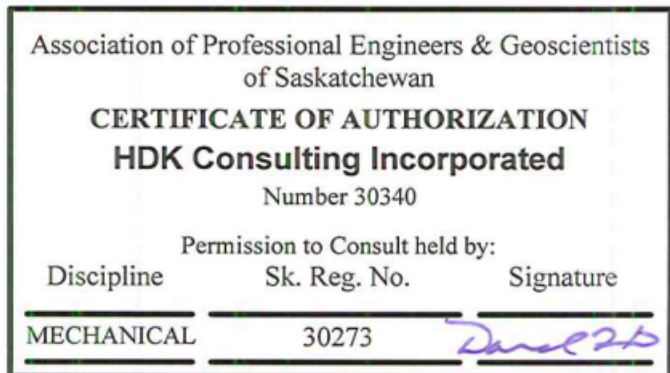 Association of Professional Engineers & Geoscientists
of Saskatchewan
CERTIFICATE OF AUTHORIZATION
HDK Consulting Incorporated
Number 30340
Permission to Consult held by:
Discipline Sk. Reg. No. Signature
MECHANICAL 30273